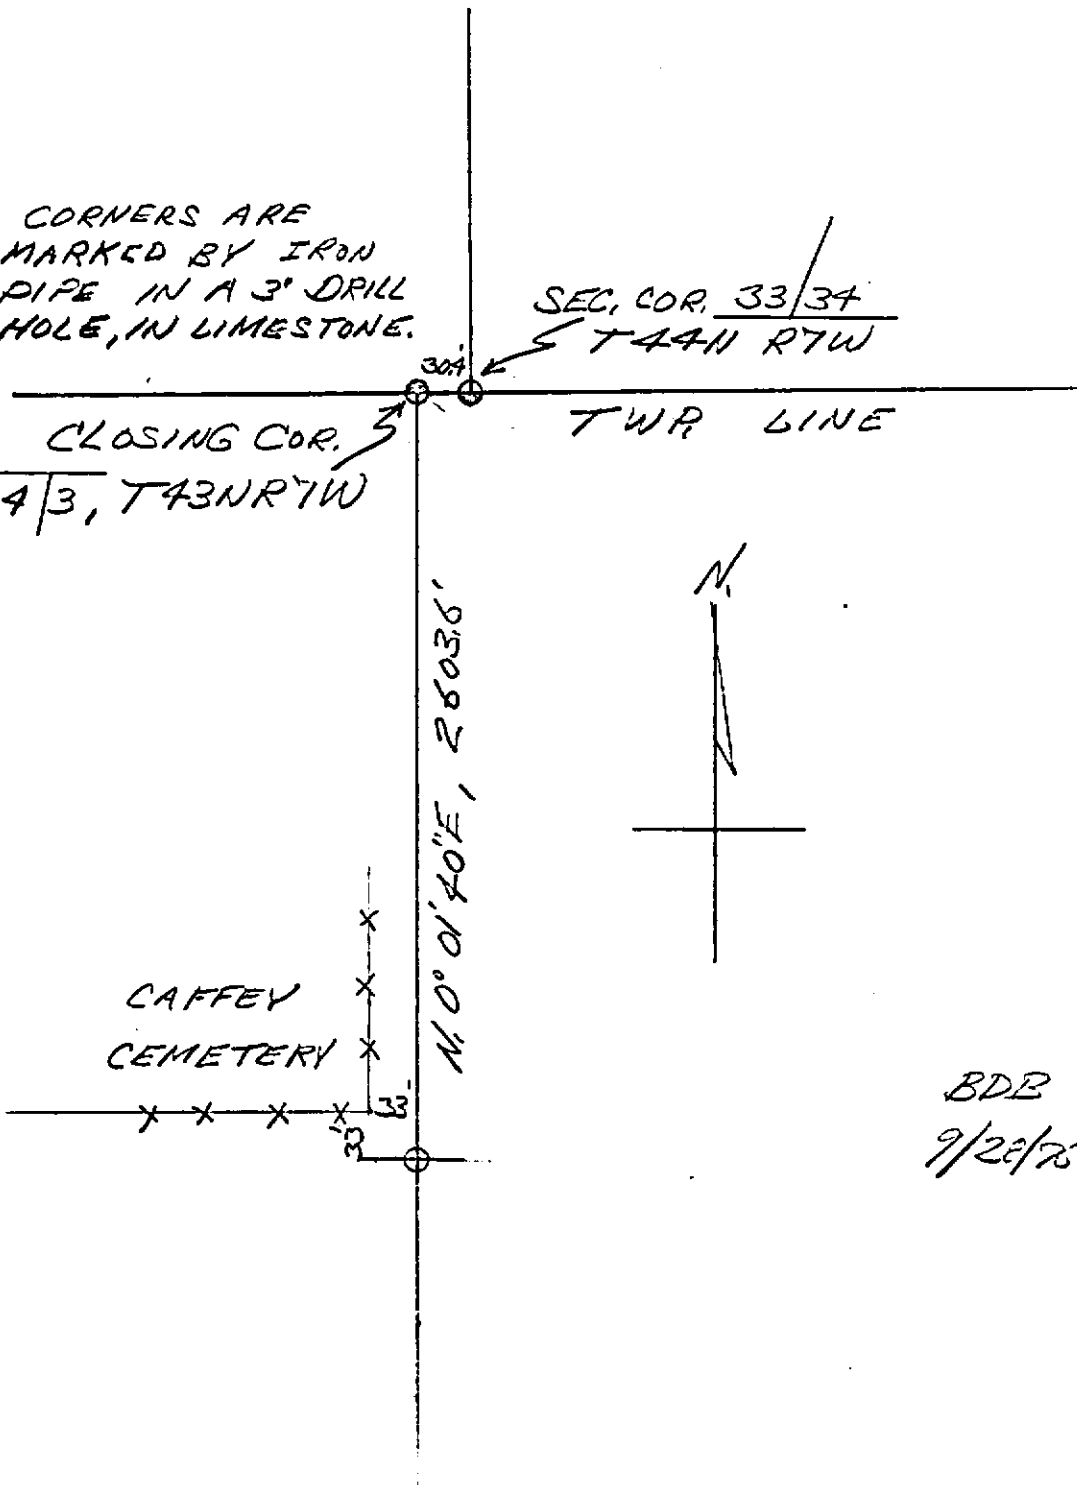 CORNERS ARE
MARKED BY IRON
PIPE IN A 3" DRILL
HOLE, IN LIMESTONE.
SEC. COR. 33/34
T44N R7W
30.4'
TWP. LINE
CLOSING COR.
4|3, T43NR7W
N.
N. 0° 01' 40" E, 2603.6'
CAFFEY
CEMETERY
33'
33'
BDB